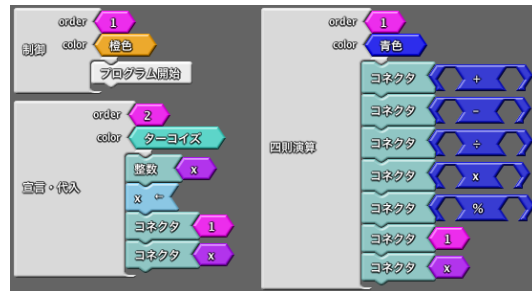 制御
order 1
color 橙色
プログラム開始
宣言・代入
order 2
color ターコイズ
整数 x
x ←
コネクタ 1
コネクタ x
四則演算
order 1
color 青色
コネクタ +
コネクタ -
コネクタ ÷
コネクタ x
コネクタ %
コネクタ 1
コネクタ x